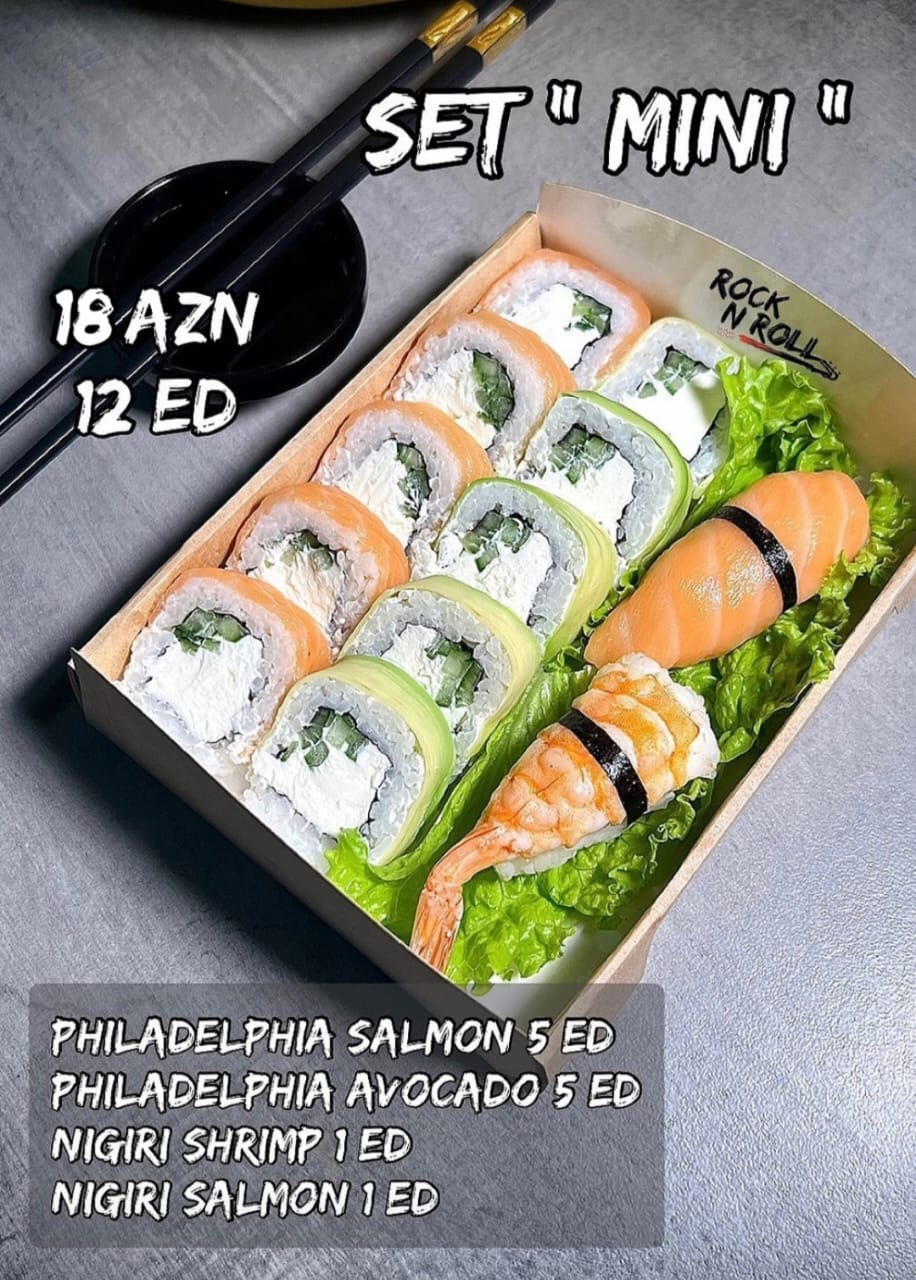 SET " MINI "
18 AZN
12 ED
ROCK
N ROLL
PHILADELPHIA SALMON 5 ED
PHILADELPHIA AVOCADO 5 ED
NIGIRI SHRIMP 1 ED
NIGIRI SALMON 1 ED